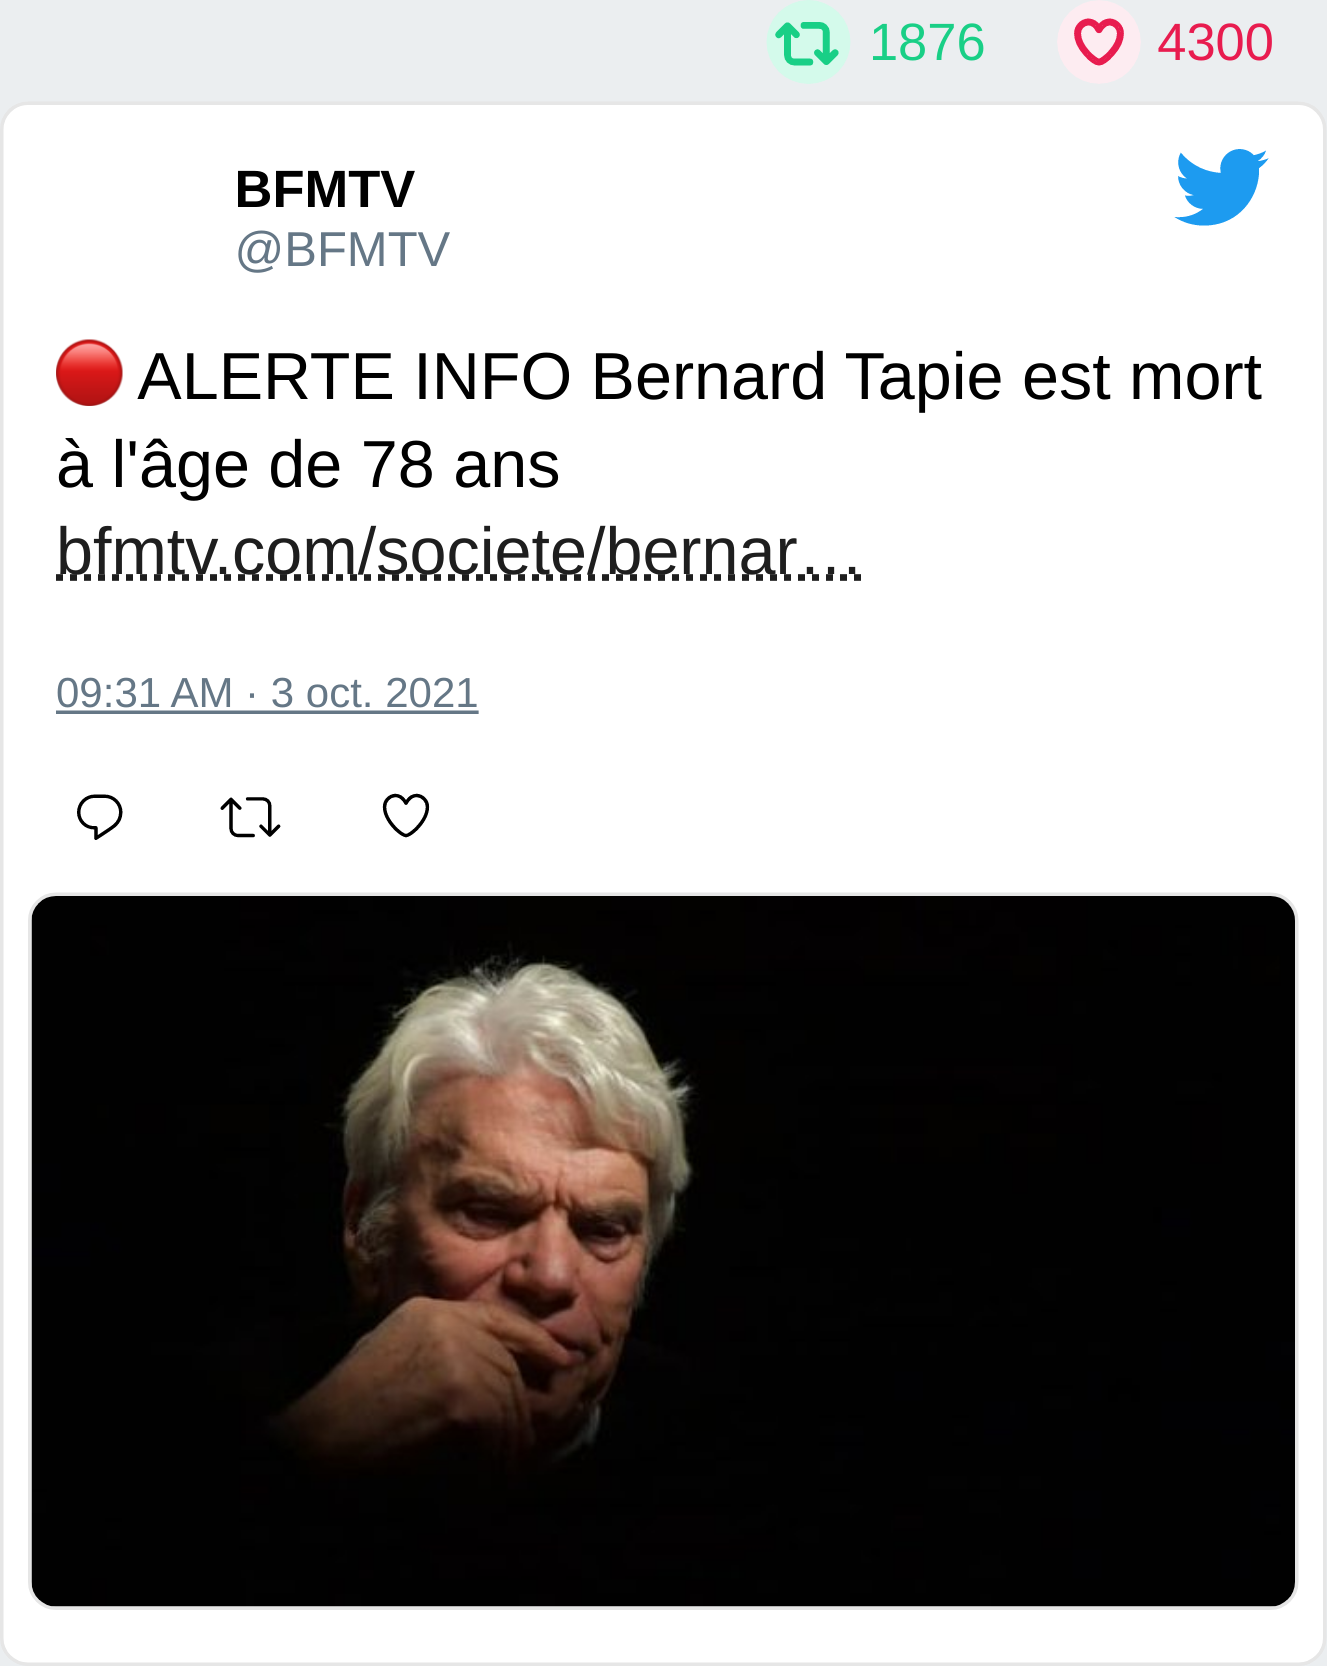 1876 4300
BFMTV
@BFMTV
🔴 ALERTE INFO Bernard Tapie est mort
à l'âge de 78 ans
bfmtv.com/societe/bernar...
09:31 AM · 3 oct. 2021